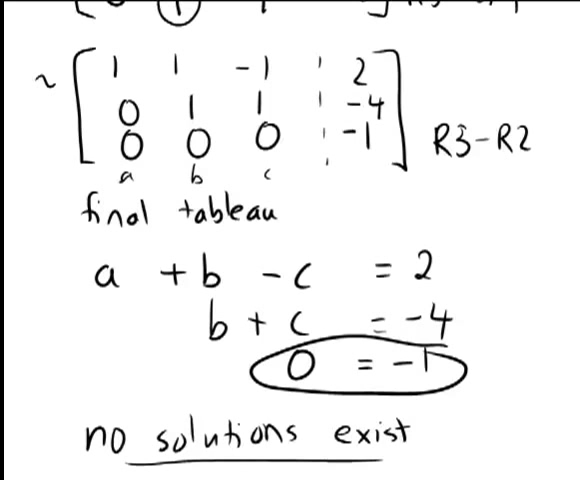 ~ [ 1 1 -1 | 2
0 1 1 | -4
0 0 0 | -1 ] R3-R2
a b c
final tableau
a + b - c = 2
b + c = -4
0 = -1
no solutions exist